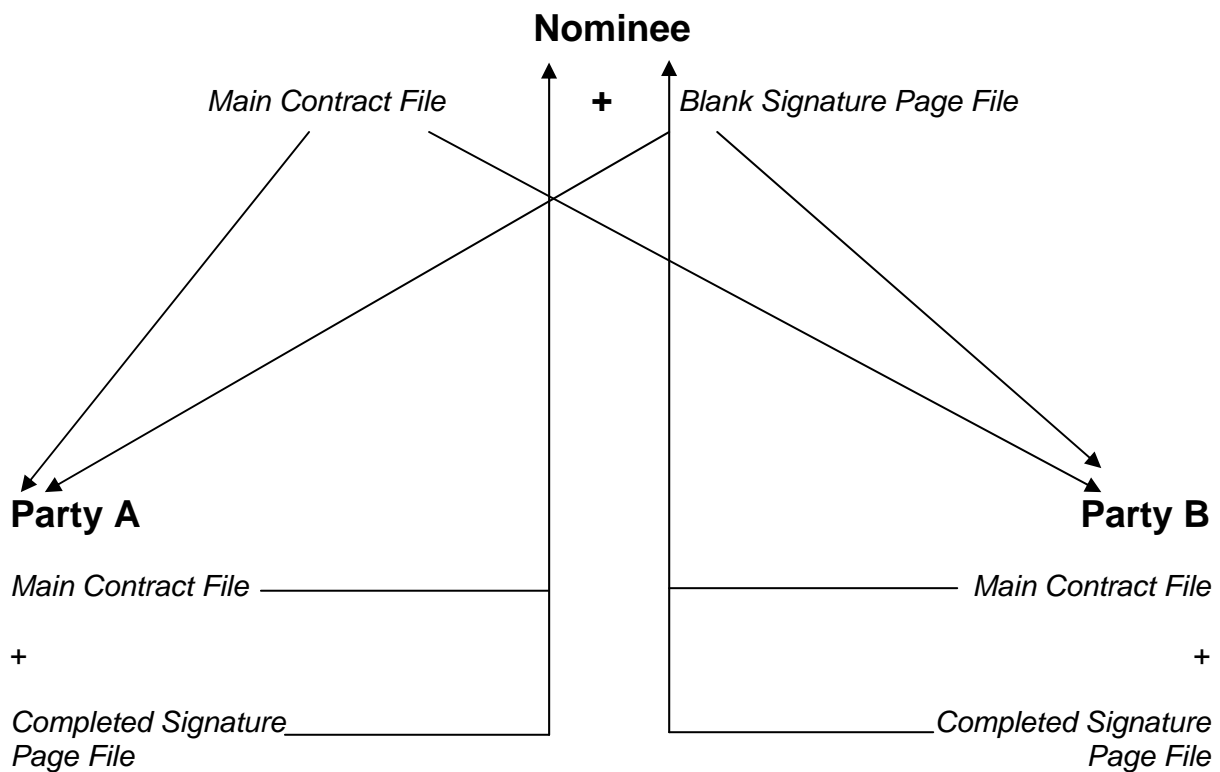 Nominee
Main Contract File + Blank Signature Page File
Party A
Party B
Main Contract File
Main Contract File
+
+
Completed Signature
Page File
Completed Signature
Page File